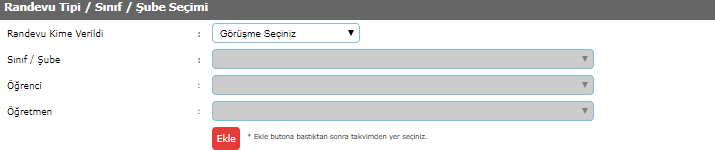 Randevu Tipi / Sınıf / Şube Seçimi
Randevu Kime Verildi : Görüşme Seçiniz
Sınıf / Şube :
Öğrenci :
Öğretmen :
Ekle * Ekle butona bastıktan sonra takvimden yer seçiniz.